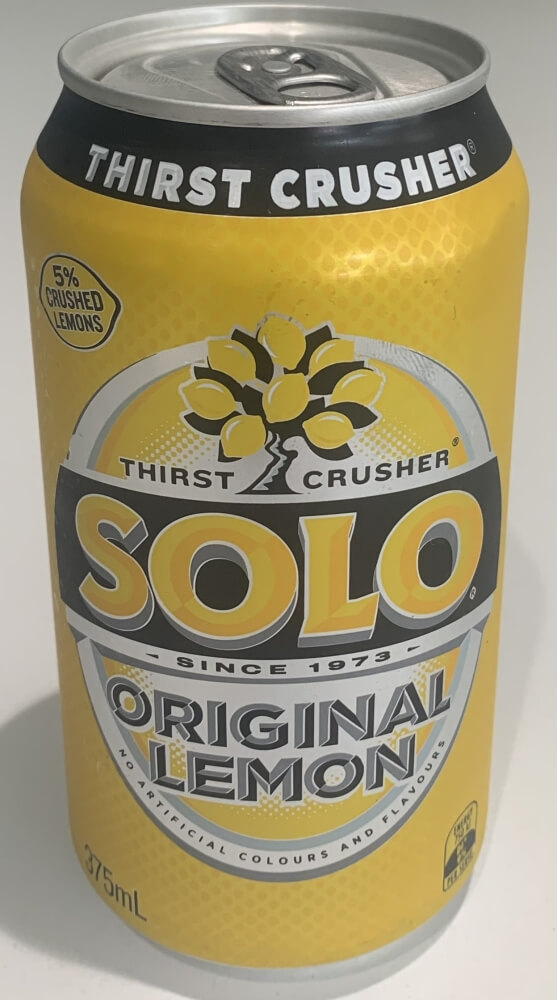 THIRST CRUSHER®
5%
CRUSHED
LEMONS
THIRST CRUSHER®
SOLO®
SINCE 1973
ORIGINAL
LEMON
NO ARTIFICIAL COLOURS AND FLAVOURS
375mL